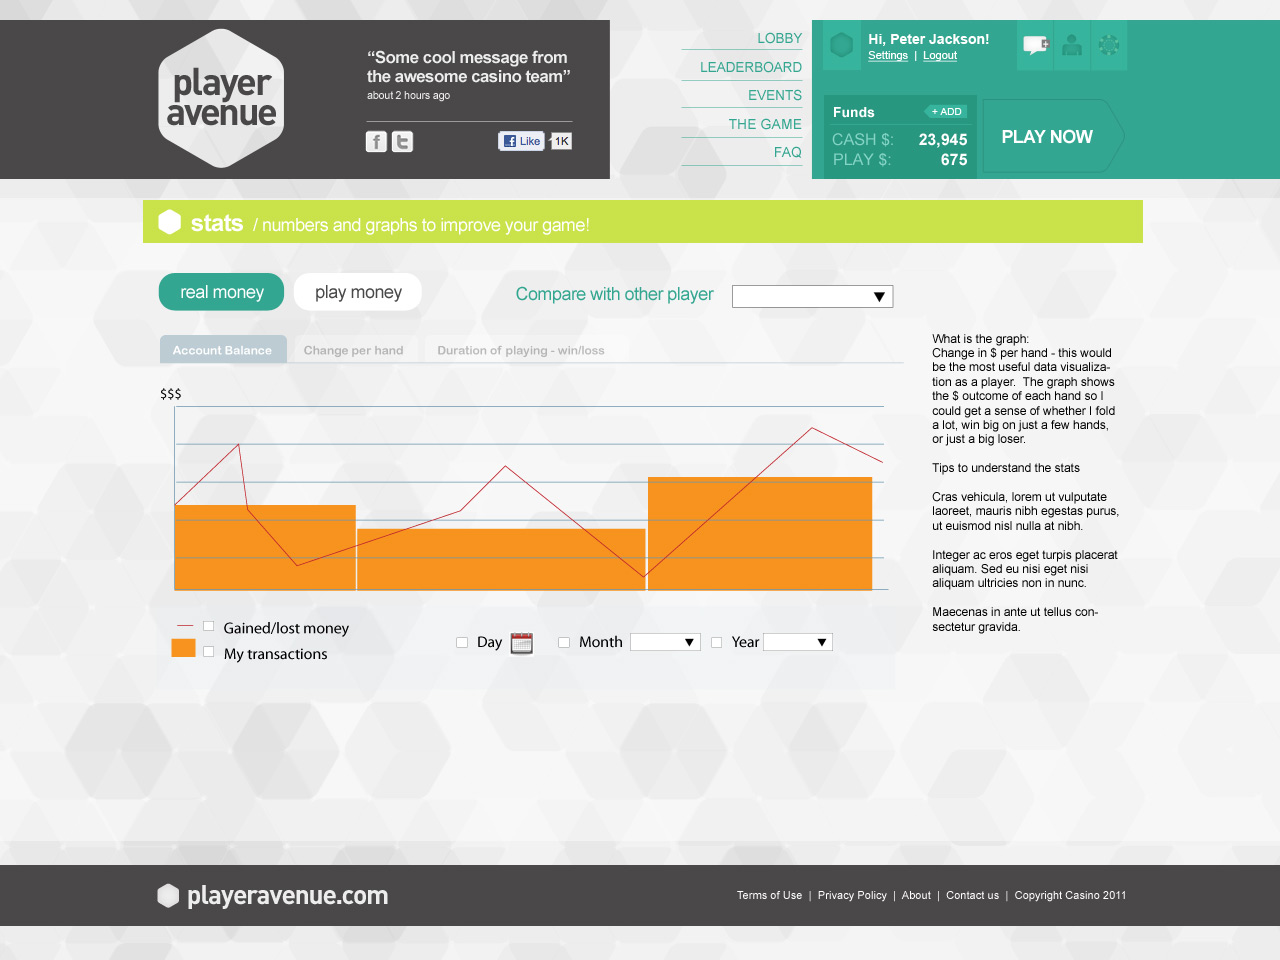 player
avenue
“Some cool message from
the awesome casino team”
about 2 hours ago
f t
Like 1K
LOBBY
LEADERBOARD
EVENTS
THE GAME
FAQ
Hi, Peter Jackson!
Settings | Logout
Funds + ADD
CASH $: 23,945
PLAY $: 675
PLAY NOW
stats / numbers and graphs to improve your game!
real money play money Compare with other player
Account Balance Change per hand Duration of playing - win/loss
$$$
Gained/lost money
My transactions
Day Month Year
What is the graph:
Change in $ per hand - this would
be the most useful data visualiza-
tion as a player. The graph shows
the $ outcome of each hand so I
could get a sense of whether I fold
a lot, win big on just a few hands,
or just a big loser.
Tips to understand the stats
Cras vehicula, lorem ut vulputate
laoreet, mauris nibh egestas purus,
ut euismod nisl nulla at nibh.
Integer ac eros eget turpis placerat
aliquam. Sed eu nisi eget nisi
aliquam ultricies non in nunc.
Maecenas in ante ut tellus con-
sectetur gravida.
playeravenue.com
Terms of Use | Privacy Policy | About | Contact us | Copyright Casino 2011